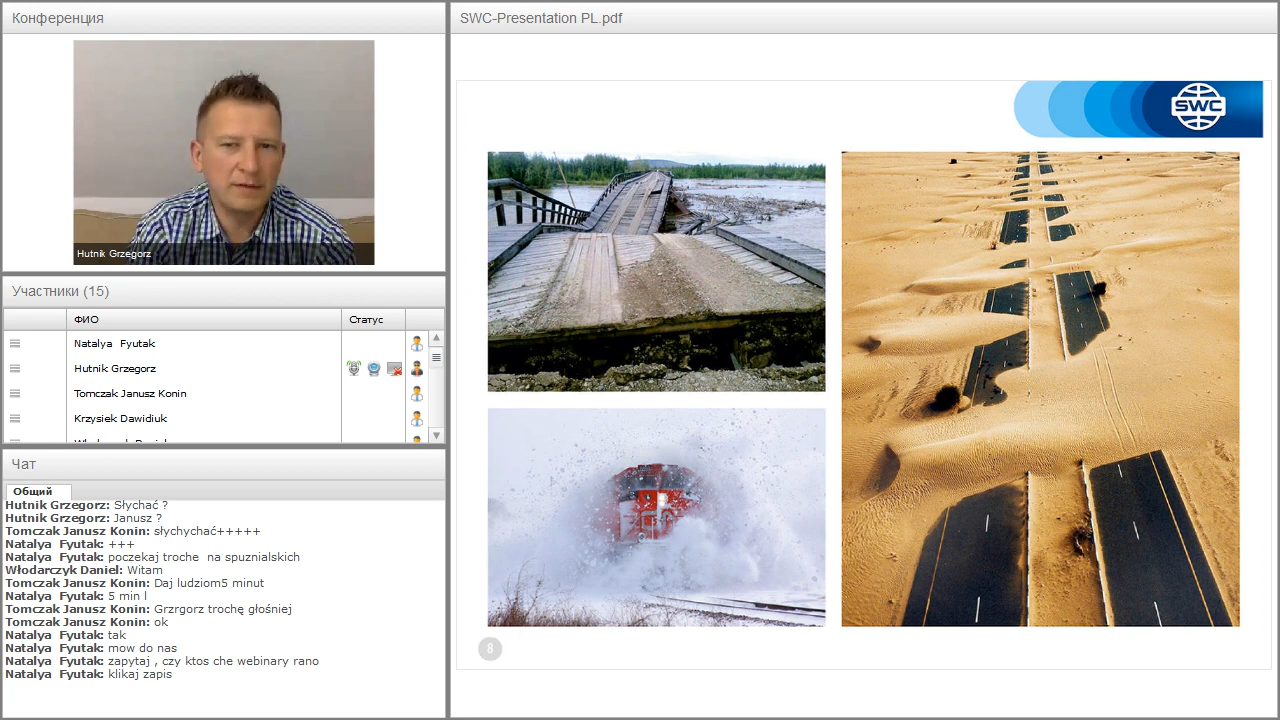 Конференция
Hutnik Grzegorz
Участники (15)
ФИО
Статус
Natalya Fyutak
Hutnik Grzegorz
Tomczak Janusz Konin
Krzysiek Dawidiuk
Чат
Общий
Hutnik Grzegorz: Słychać ?
Hutnik Grzegorz: Janusz ?
Tomczak Janusz Konin: słychychać+++++
Natalya Fyutak: +++
Natalya Fyutak: poczekaj troche na spuznialskich
Włodarczyk Daniel: Witam
Tomczak Janusz Konin: Daj ludziom5 minut
Natalya Fyutak: 5 min l
Tomczak Janusz Konin: Grzrgorz trochę głośniej
Tomczak Janusz Konin: ok
Natalya Fyutak: tak
Natalya Fyutak: mow do nas
Natalya Fyutak: zapytaj , czy ktos che webinary rano
Natalya Fyutak: klikaj zapis
SWC-Presentation PL.pdf
SWC
8